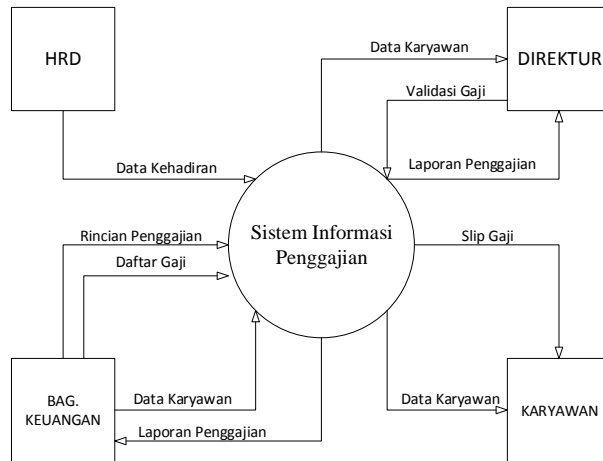 HRD
Data Karyawan
DIREKTUR
Validasi Gaji
Data Kehadiran
Laporan Penggajian
Sistem Informasi
Penggajian
Rincian Penggajian
Slip Gaji
Daftar Gaji
BAG.
KEUANGAN
Data Karyawan
Laporan Penggajian
Data Karyawan
KARYAWAN